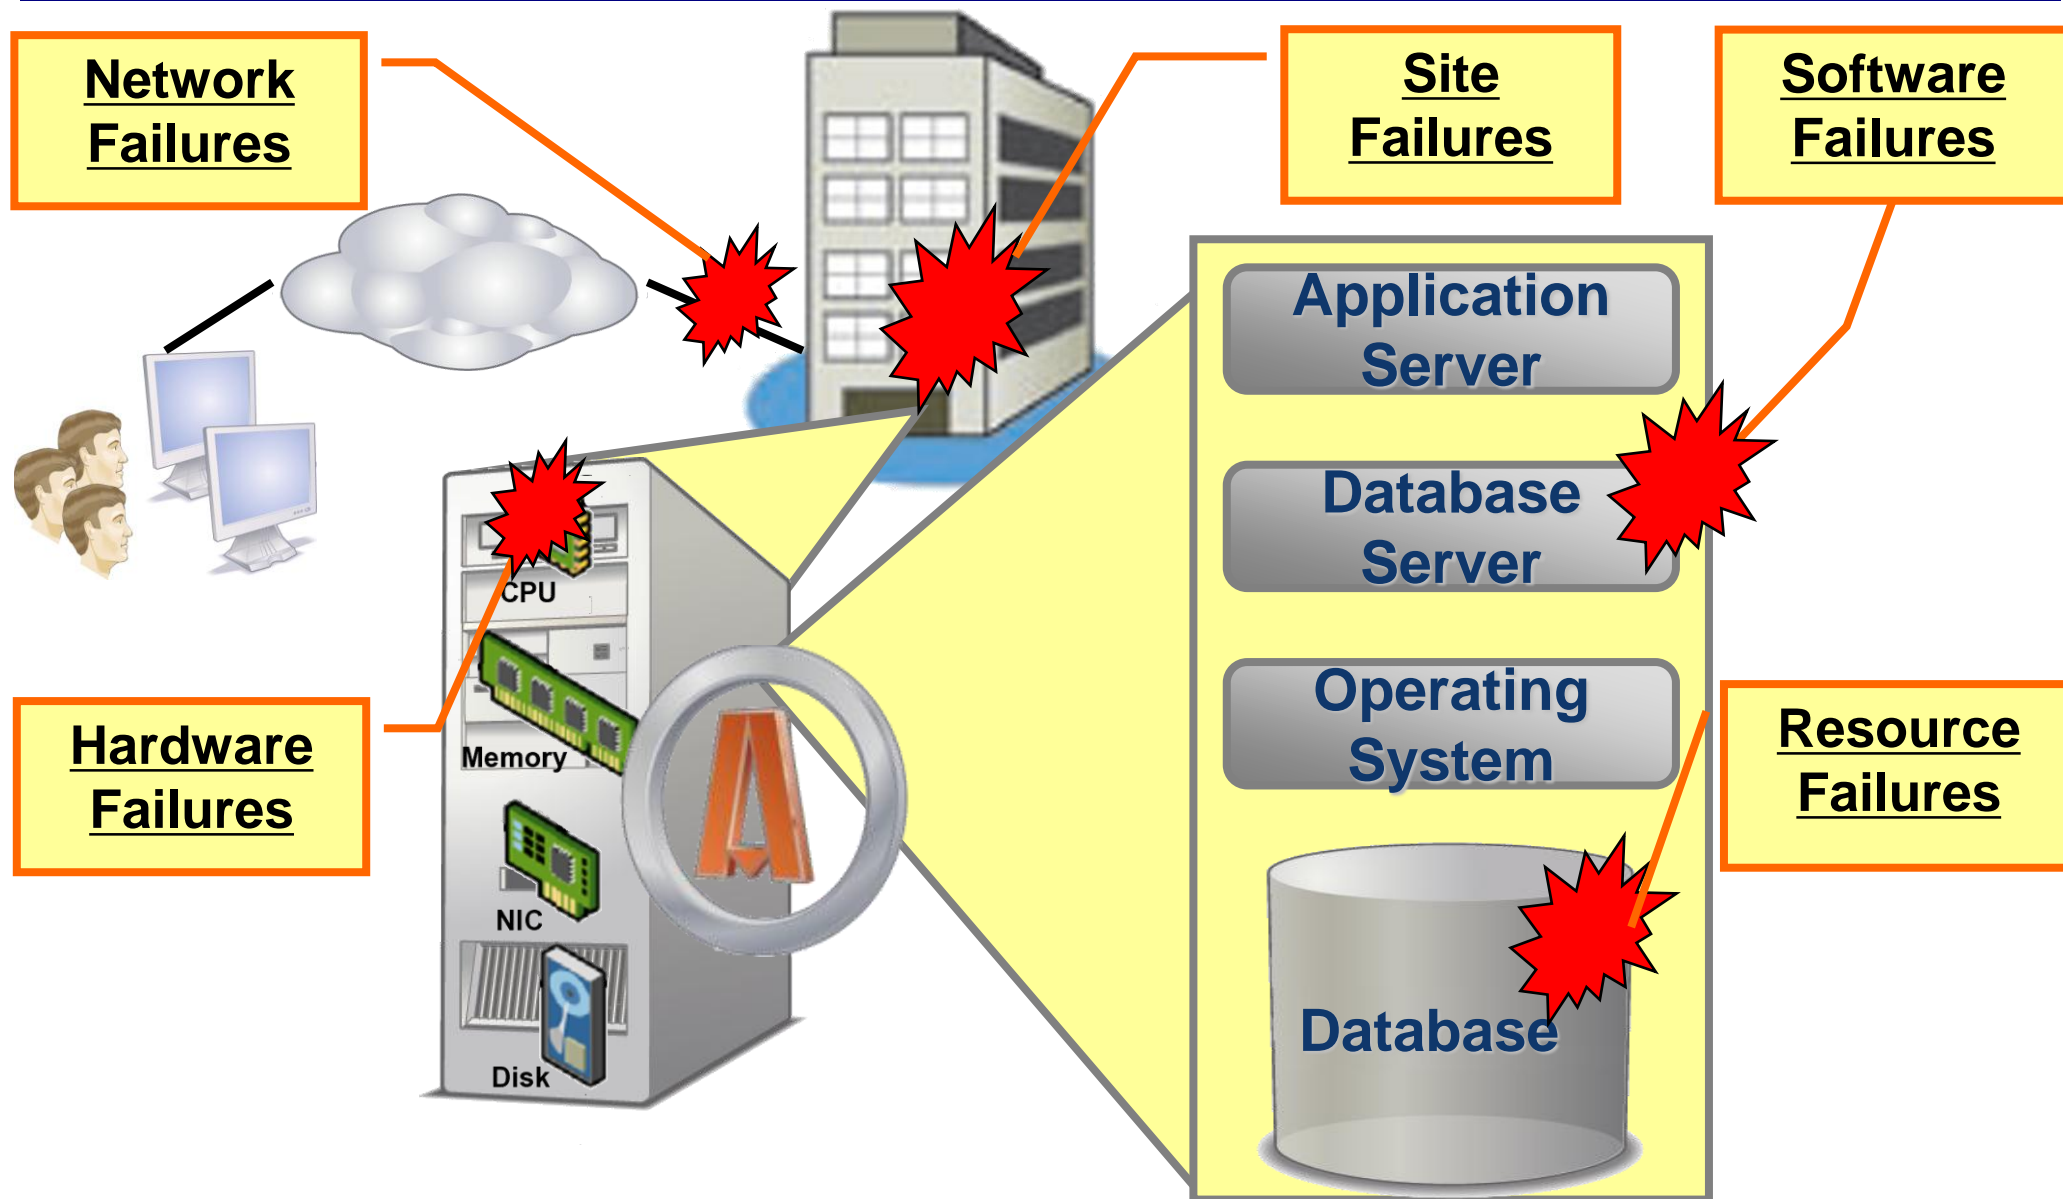 Network
Failures
Site
Failures
Software
Failures
Application
Server
Database
Server
Operating
System
Database
CPU
Memory
NIC
Disk
Hardware
Failures
Resource
Failures